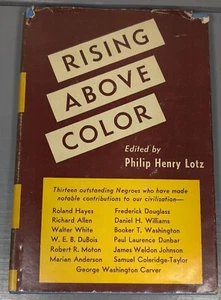 RISING
ABOVE
COLOR
Edited by
Philip Henry Lotz
Thirteen outstanding Negroes who have made
notable contributions to our civilization—
Roland Hayes
Frederick Douglass
Richard Allen
Daniel H. Williams
Walter White
Booker T. Washington
W. E. B. DuBois
Paul Laurence Dunbar
Robert R. Moton
James Weldon Johnson
Marian Anderson
Samuel Coleridge-Taylor
George Washington Carver